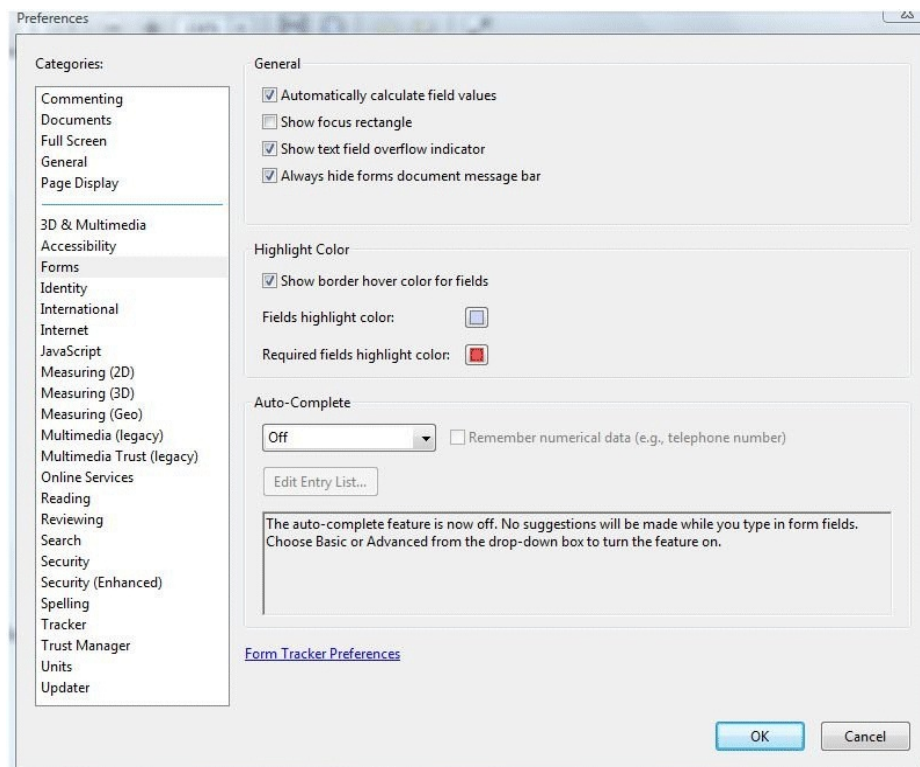 Preferences
Categories:
Commenting
Documents
Full Screen
General
Page Display
3D & Multimedia
Accessibility
Forms
Identity
International
Internet
JavaScript
Measuring (2D)
Measuring (3D)
Measuring (Geo)
Multimedia (legacy)
Multimedia Trust (legacy)
Online Services
Reading
Reviewing
Search
Security
Security (Enhanced)
Spelling
Tracker
Trust Manager
Units
Updater
General
Automatically calculate field values
Show focus rectangle
Show text field overflow indicator
Always hide forms document message bar
Highlight Color
Show border hover color for fields
Fields highlight color:
Required fields highlight color:
Auto-Complete
Off
Remember numerical data (e.g., telephone number)
Edit Entry List...
The auto-complete feature is now off. No suggestions will be made while you type in form fields.
Choose Basic or Advanced from the drop-down box to turn the feature on.
Form Tracker Preferences
OK
Cancel